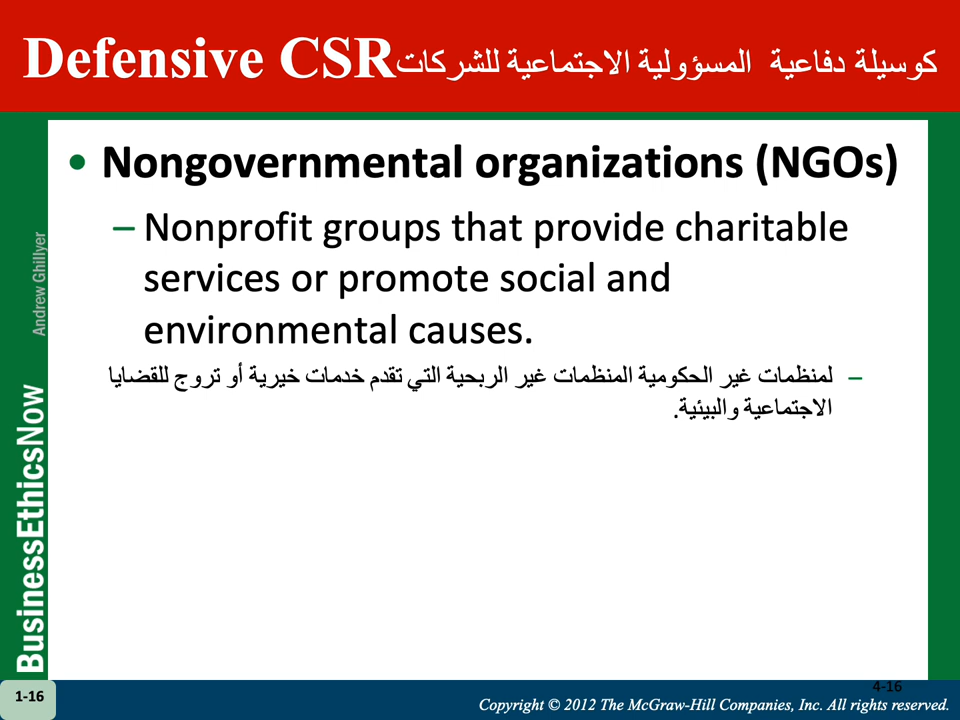 Defensive CSR كوسيلة دفاعية المسؤولية الاجتماعية للشركات
• Nongovernmental organizations (NGOs)
– Nonprofit groups that provide charitable
services or promote social and
environmental causes.
– لمنظمات غير الحكومية المنظمات غير الربحية التي تقدم خدمات خيرية أو تروج للقضايا
الاجتماعية والبيئية.
Andrew Ghillyer
BusinessEthicsNow
1-16
4-16
Copyright © 2012 The McGraw-Hill Companies, Inc. All rights reserved.